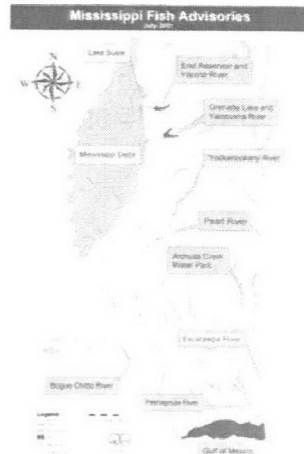 Mississippi Fish Advisories
July 2001
Lake Susie
N
W E
S
Enid Reservoir and
Yocona River
Grenada Lake and
Yalobusha River
Mississippi Delta
Yockanookany River
Pearl River
Archusa Creek
Water Park
Escatawpa River
Bogue Chitto River
Pascagoula River
Legend
Gulf of Mexico